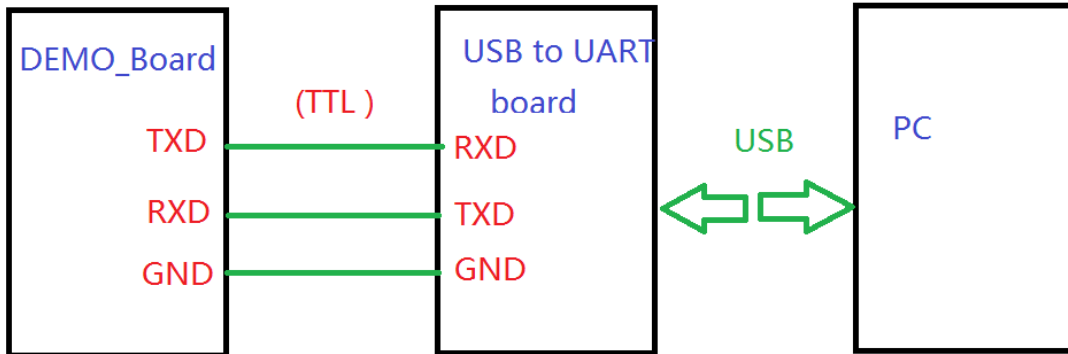 DEMO_Board
TXD
RXD
GND
(TTL )
USB to UART
board
RXD
TXD
GND
USB
PC